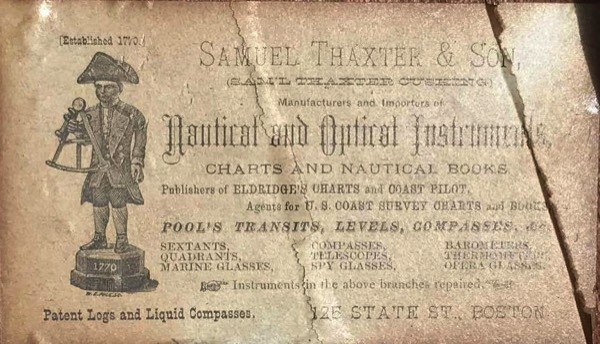 (Established 1770.)
SAMUEL THAXTER & SON,
(SAM'L THAXTER CUSHING)
Manufacturers and Importers of
Nautical and Optical Instruments,
CHARTS AND NAUTICAL BOOKS
Publishers of ELDRIDGE'S CHARTS and COAST PILOT.
Agents for U. S. COAST SURVEY CHARTS and BOOKS
POOL'S TRANSITS, LEVELS, COMPASSES, &c.
SEXTANTS, COMPASSES, BAROMETERS,
QUADRANTS, TELESCOPES, THERMOMETERS,
MARINE GLASSES, SPY GLASSES, OPERA GLASSES.
Instruments in the above branches repaired.
1770
Patent Logs and Liquid Compasses.
125 STATE ST., BOSTON